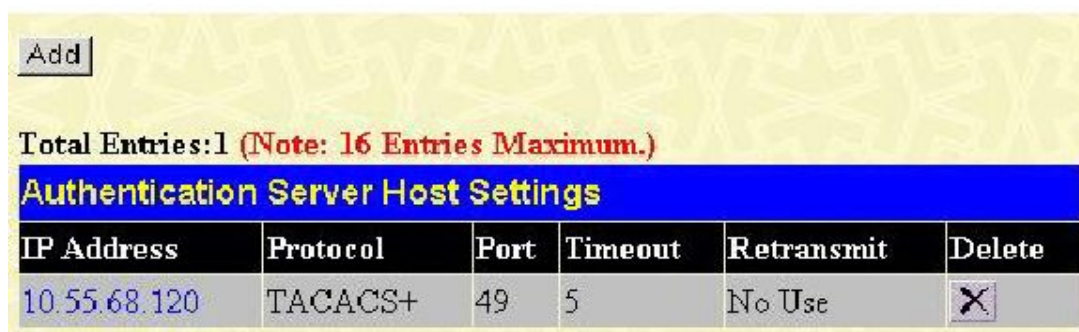 Add
Total Entries:1 (Note: 16 Entries Maximum.)
Authentication Server Host Settings
IP Address Protocol Port Timeout Retransmit Delete
10.55.68.120 TACACS+ 49 5 No Use